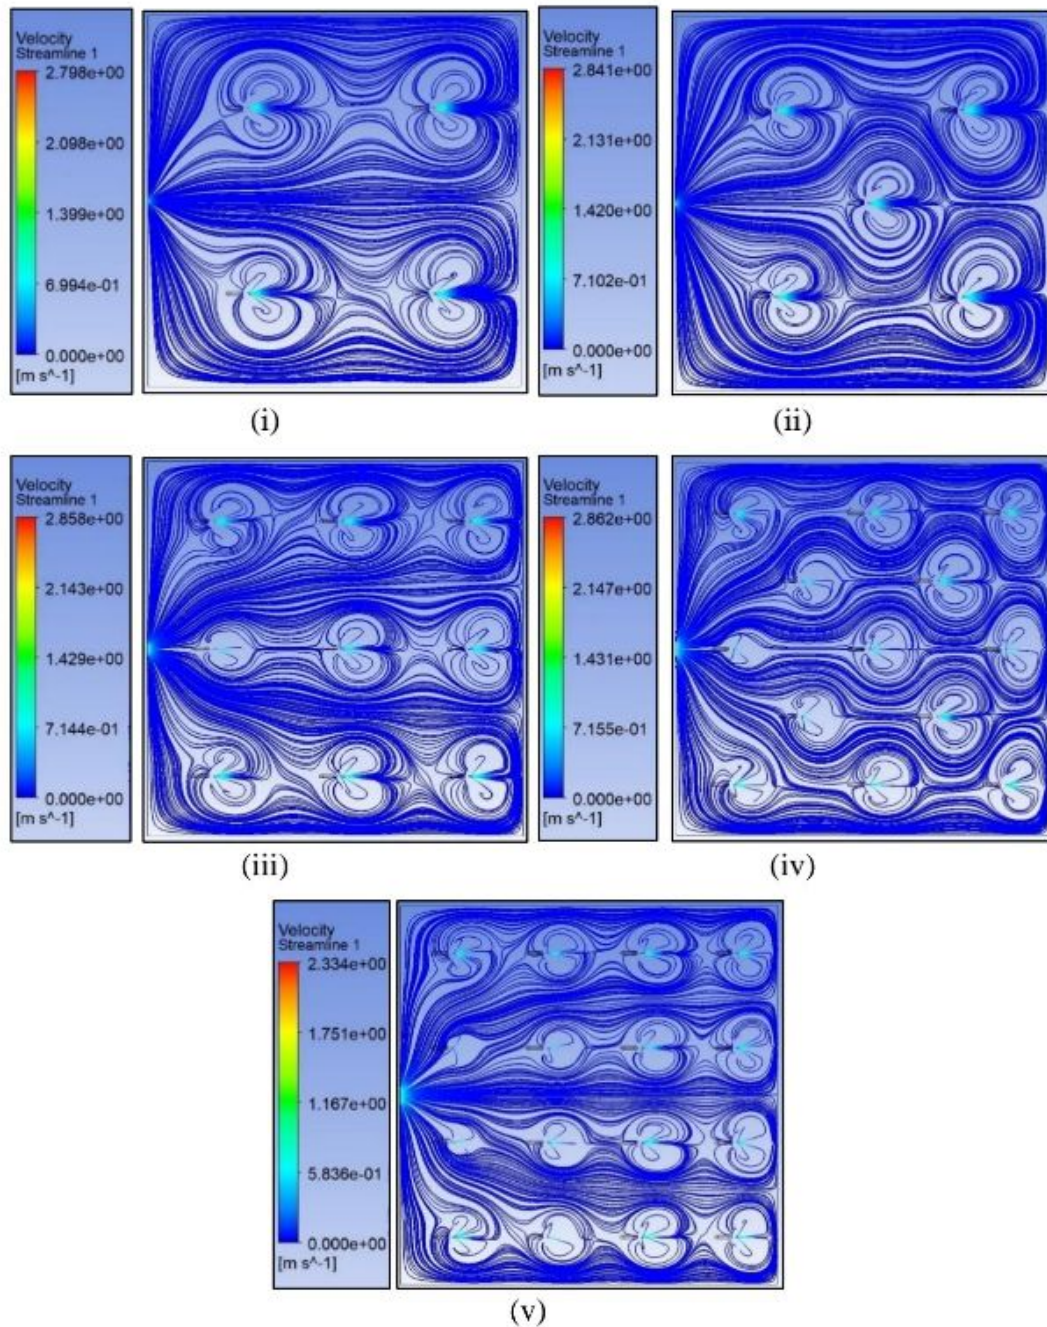 Velocity
Streamline 1
2.798e+00
2.098e+00
1.399e+00
6.994e-01
0.000e+00
[m s^-1]
(i)
Velocity
Streamline 1
2.841e+00
2.131e+00
1.420e+00
7.102e-01
0.000e+00
[m s^-1]
(ii)
Velocity
Streamline 1
2.858e+00
2.143e+00
1.429e+00
7.144e-01
0.000e+00
[m s^-1]
(iii)
Velocity
Streamline 1
2.862e+00
2.147e+00
1.431e+00
7.155e-01
0.000e+00
[m s^-1]
(iv)
Velocity
Streamline 1
2.334e+00
1.751e+00
1.167e+00
5.836e-01
0.000e+00
[m s^-1]
(v)